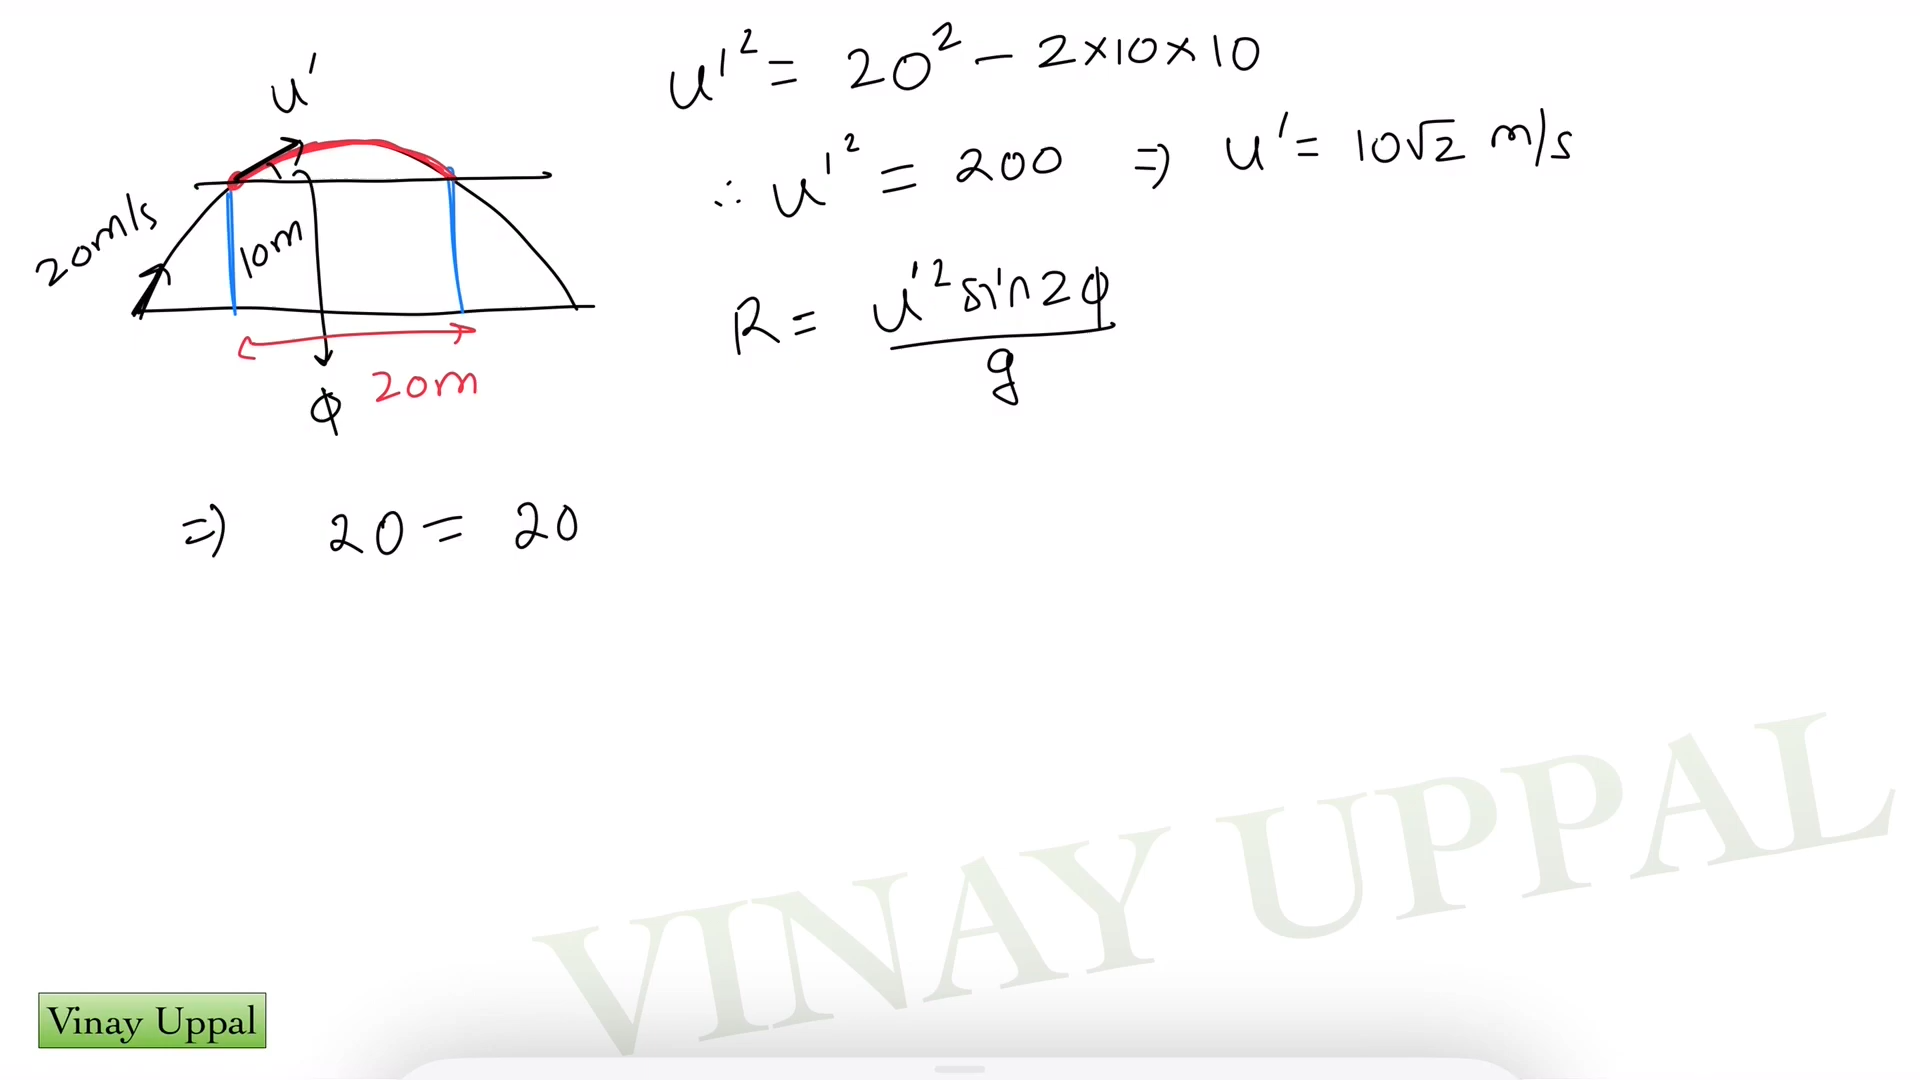 u'
20m/s
10m
ϕ
20m
u'² = 20² - 2×10×10
∴ u'² = 200 ⇒ u' = 10√2 m/s
R = u'² sin2ϕ / g
⇒ 20 = 20
VINAY UPPAL
Vinay Uppal